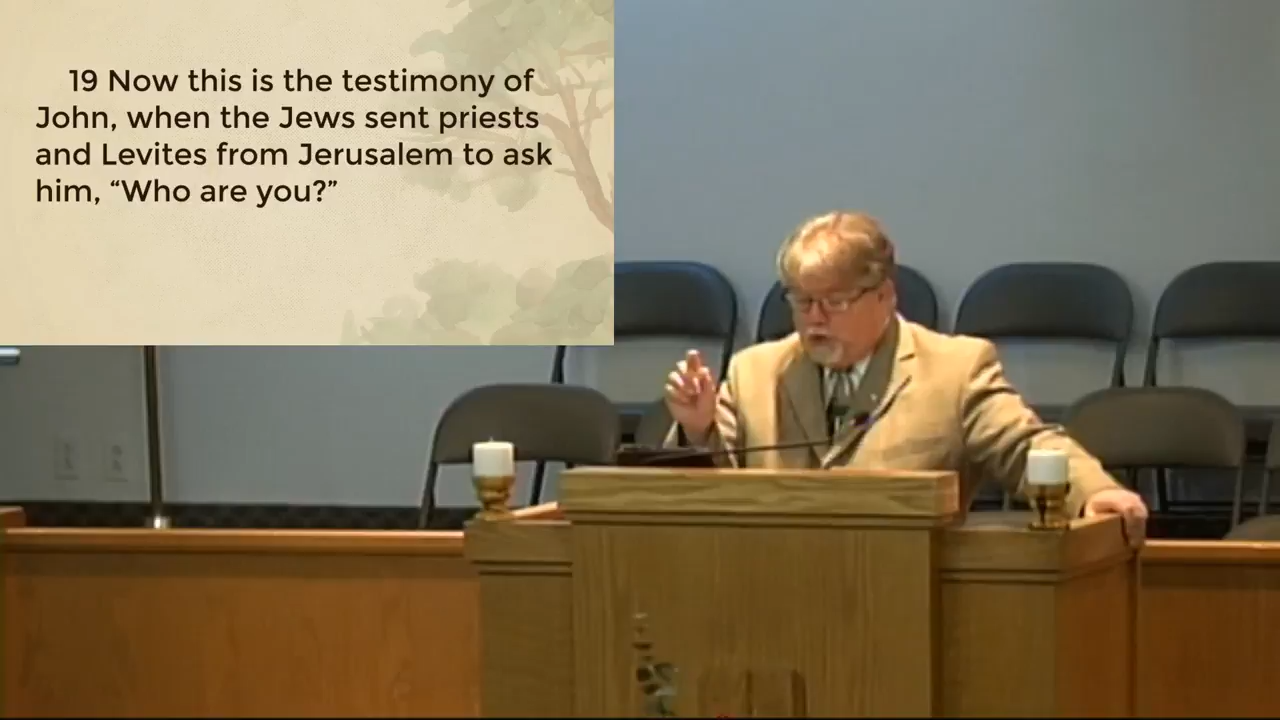 19 Now this is the testimony of
John, when the Jews sent priests
and Levites from Jerusalem to ask
him, “Who are you?”